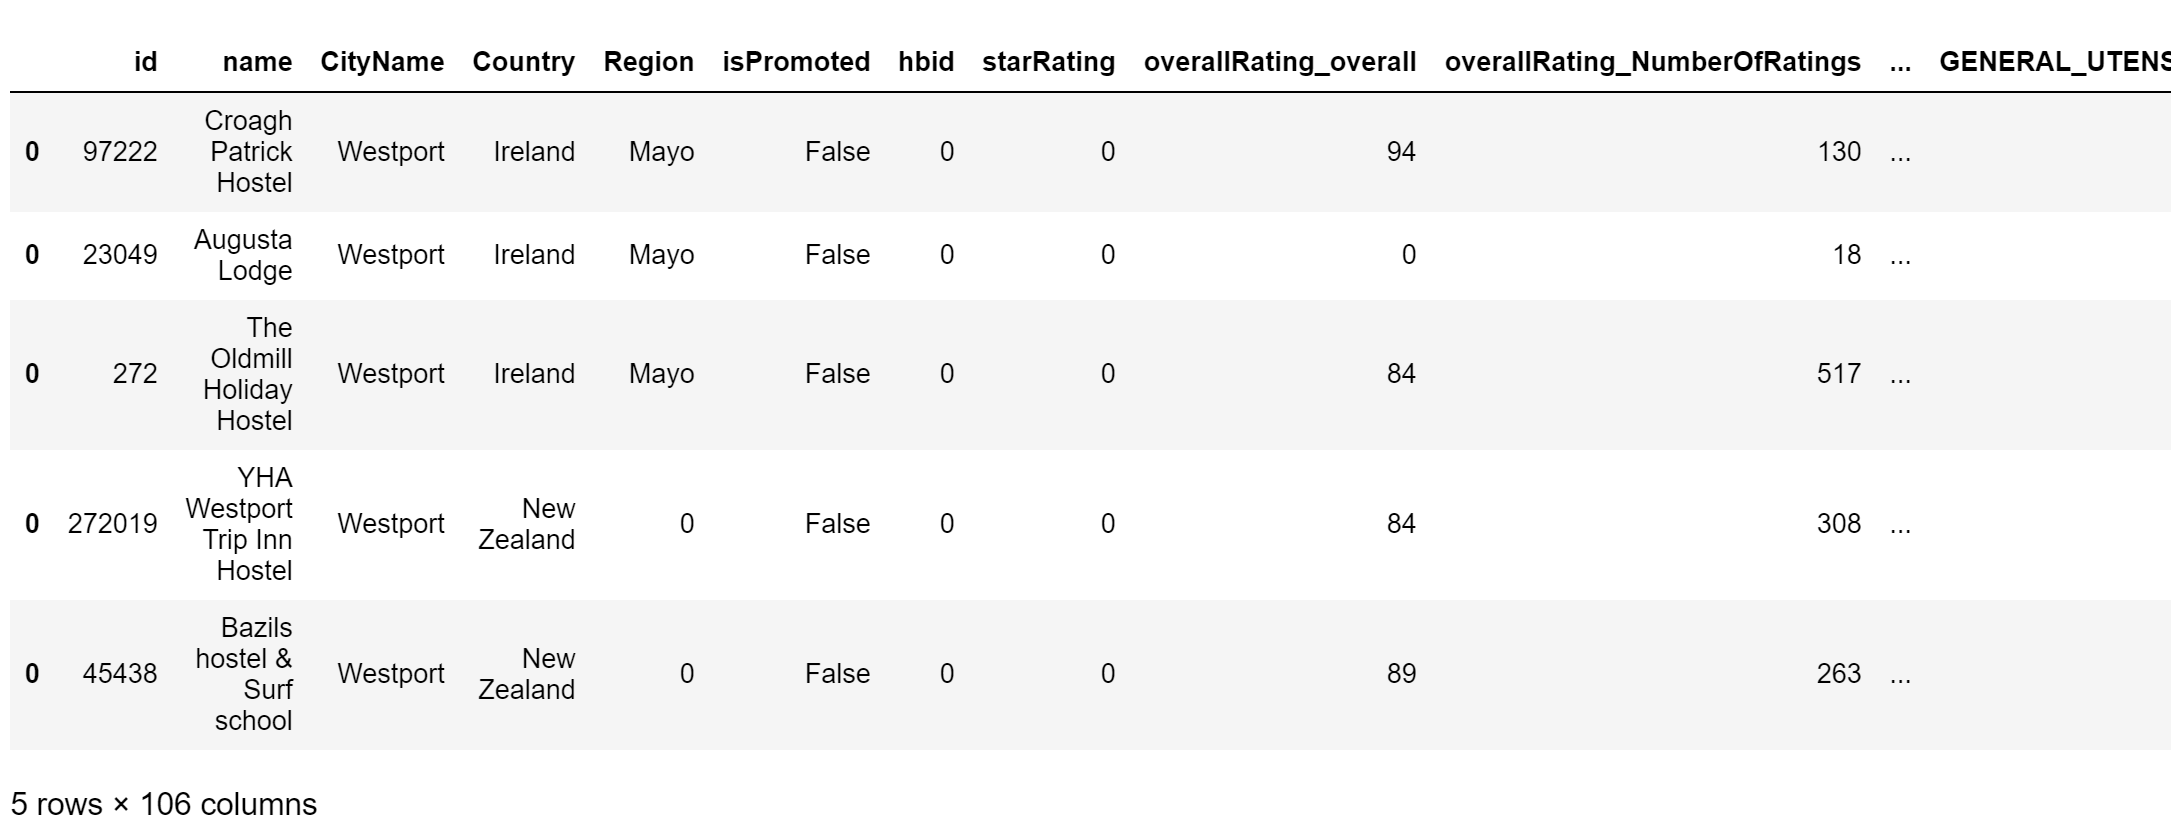 id name CityName Country Region isPromoted hbid starRating overallRating_overall overallRating_NumberOfRatings ... GENERAL_UTENS
0 97222 Croagh Patrick Hostel Westport Ireland Mayo False 0 0 94 130 ...
0 23049 Augusta Lodge Westport Ireland Mayo False 0 0 0 18 ...
0 272 The Oldmill Holiday Hostel Westport Ireland Mayo False 0 0 84 517 ...
0 272019 YHA Westport Trip Inn Hostel Westport New Zealand 0 False 0 0 84 308 ...
0 45438 Bazils hostel & Surf school Westport New Zealand 0 False 0 0 89 263 ...
5 rows × 106 columns